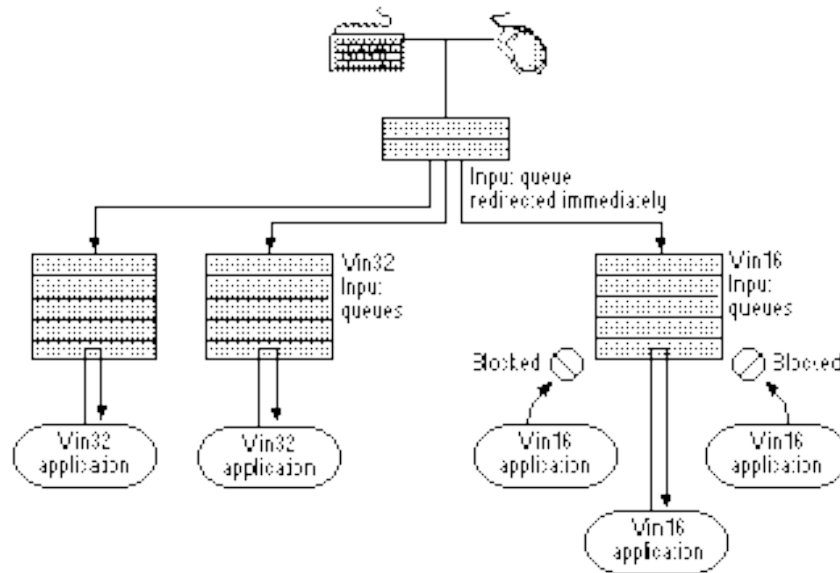 Input queue
redirected immediately
Win32
Input
queues
Win16
Input
queues
Blocked
Blocked
Win32
application
Win32
application
Win16
application
Win16
application
Win16
application